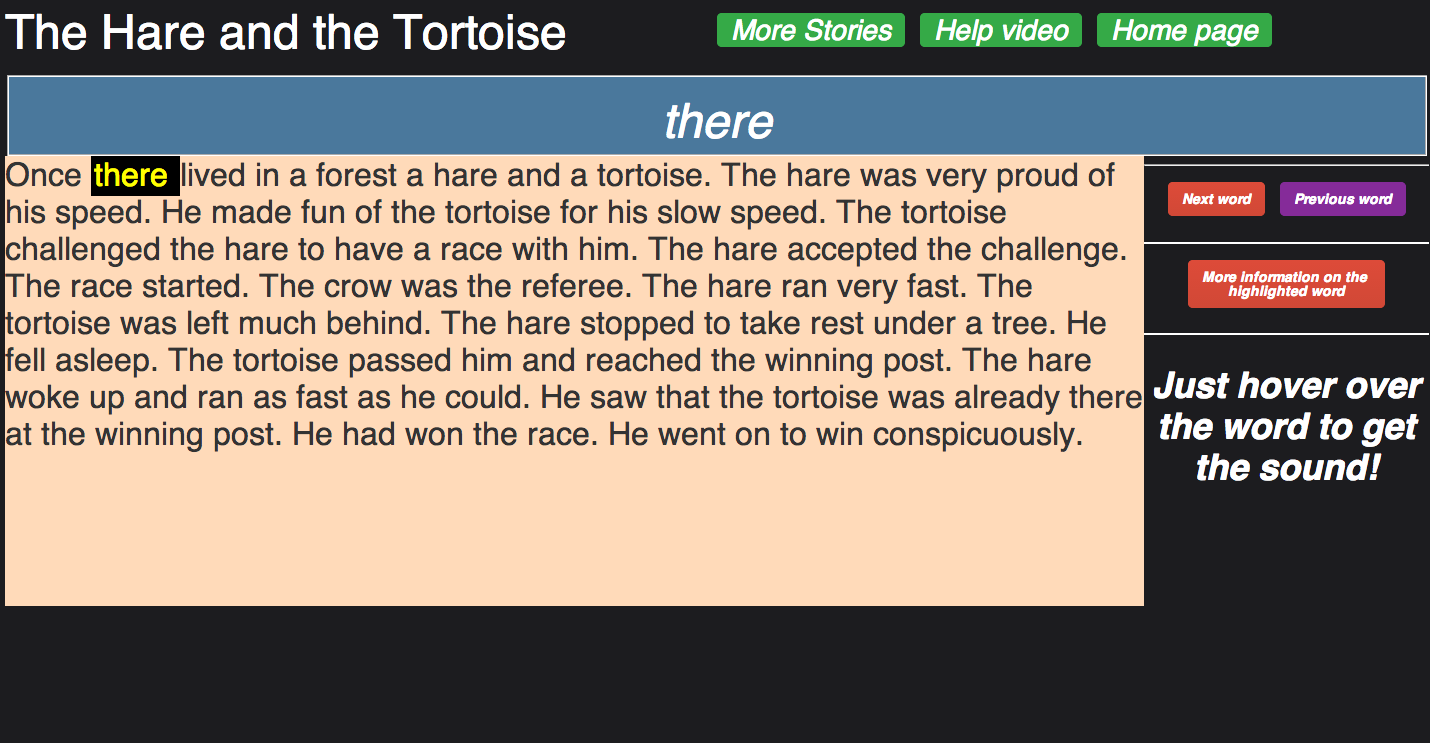 The Hare and the Tortoise
More Stories
Help video
Home page
there
Once there lived in a forest a hare and a tortoise. The hare was very proud of
his speed. He made fun of the tortoise for his slow speed. The tortoise
challenged the hare to have a race with him. The hare accepted the challenge.
The race started. The crow was the referee. The hare ran very fast. The
tortoise was left much behind. The hare stopped to take rest under a tree. He
fell asleep. The tortoise passed him and reached the winning post. The hare
woke up and ran as fast as he could. He saw that the tortoise was already there
at the winning post. He had won the race. He went on to win conspicuously.
Next word
Previous word
More information on the
highlighted word
Just hover over
the word to get
the sound!